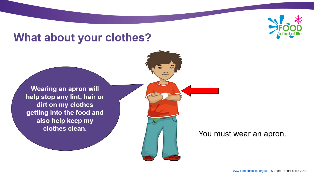 What about your clothes?
FOOD
Wearing an apron will
help stop any lint, hair or
dirt on my clothes
getting into the food and
also help keep my
clothes clean.
You must wear an apron.